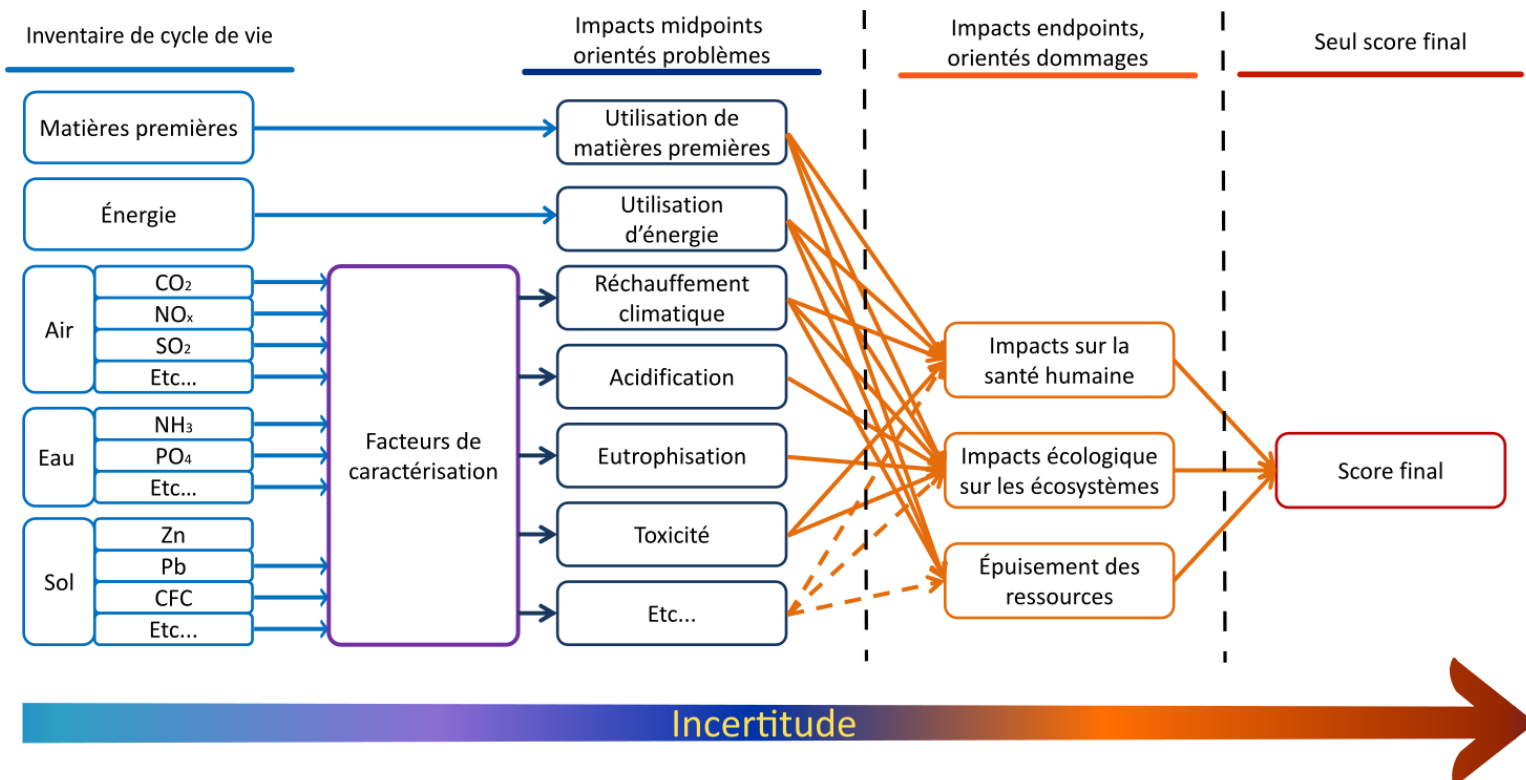 Inventaire de cycle de vie
Impacts midpoints
orientés problèmes
Impacts endpoints,
orientés dommages
Seul score final
Matières premières
Utilisation de
matières premières
Énergie
Utilisation
d’énergie
Air
CO₂
NOₓ
SO₂
Etc...
Eau
NH₃
PO₄
Etc...
Sol
Zn
Pb
CFC
Etc...
Facteurs de
caractérisation
Réchauffement
climatique
Acidification
Eutrophisation
Toxicité
Etc...
Impacts sur la
santé humaine
Impacts écologique
sur les écosystèmes
Épuisement des
ressources
Score final
Incertitude